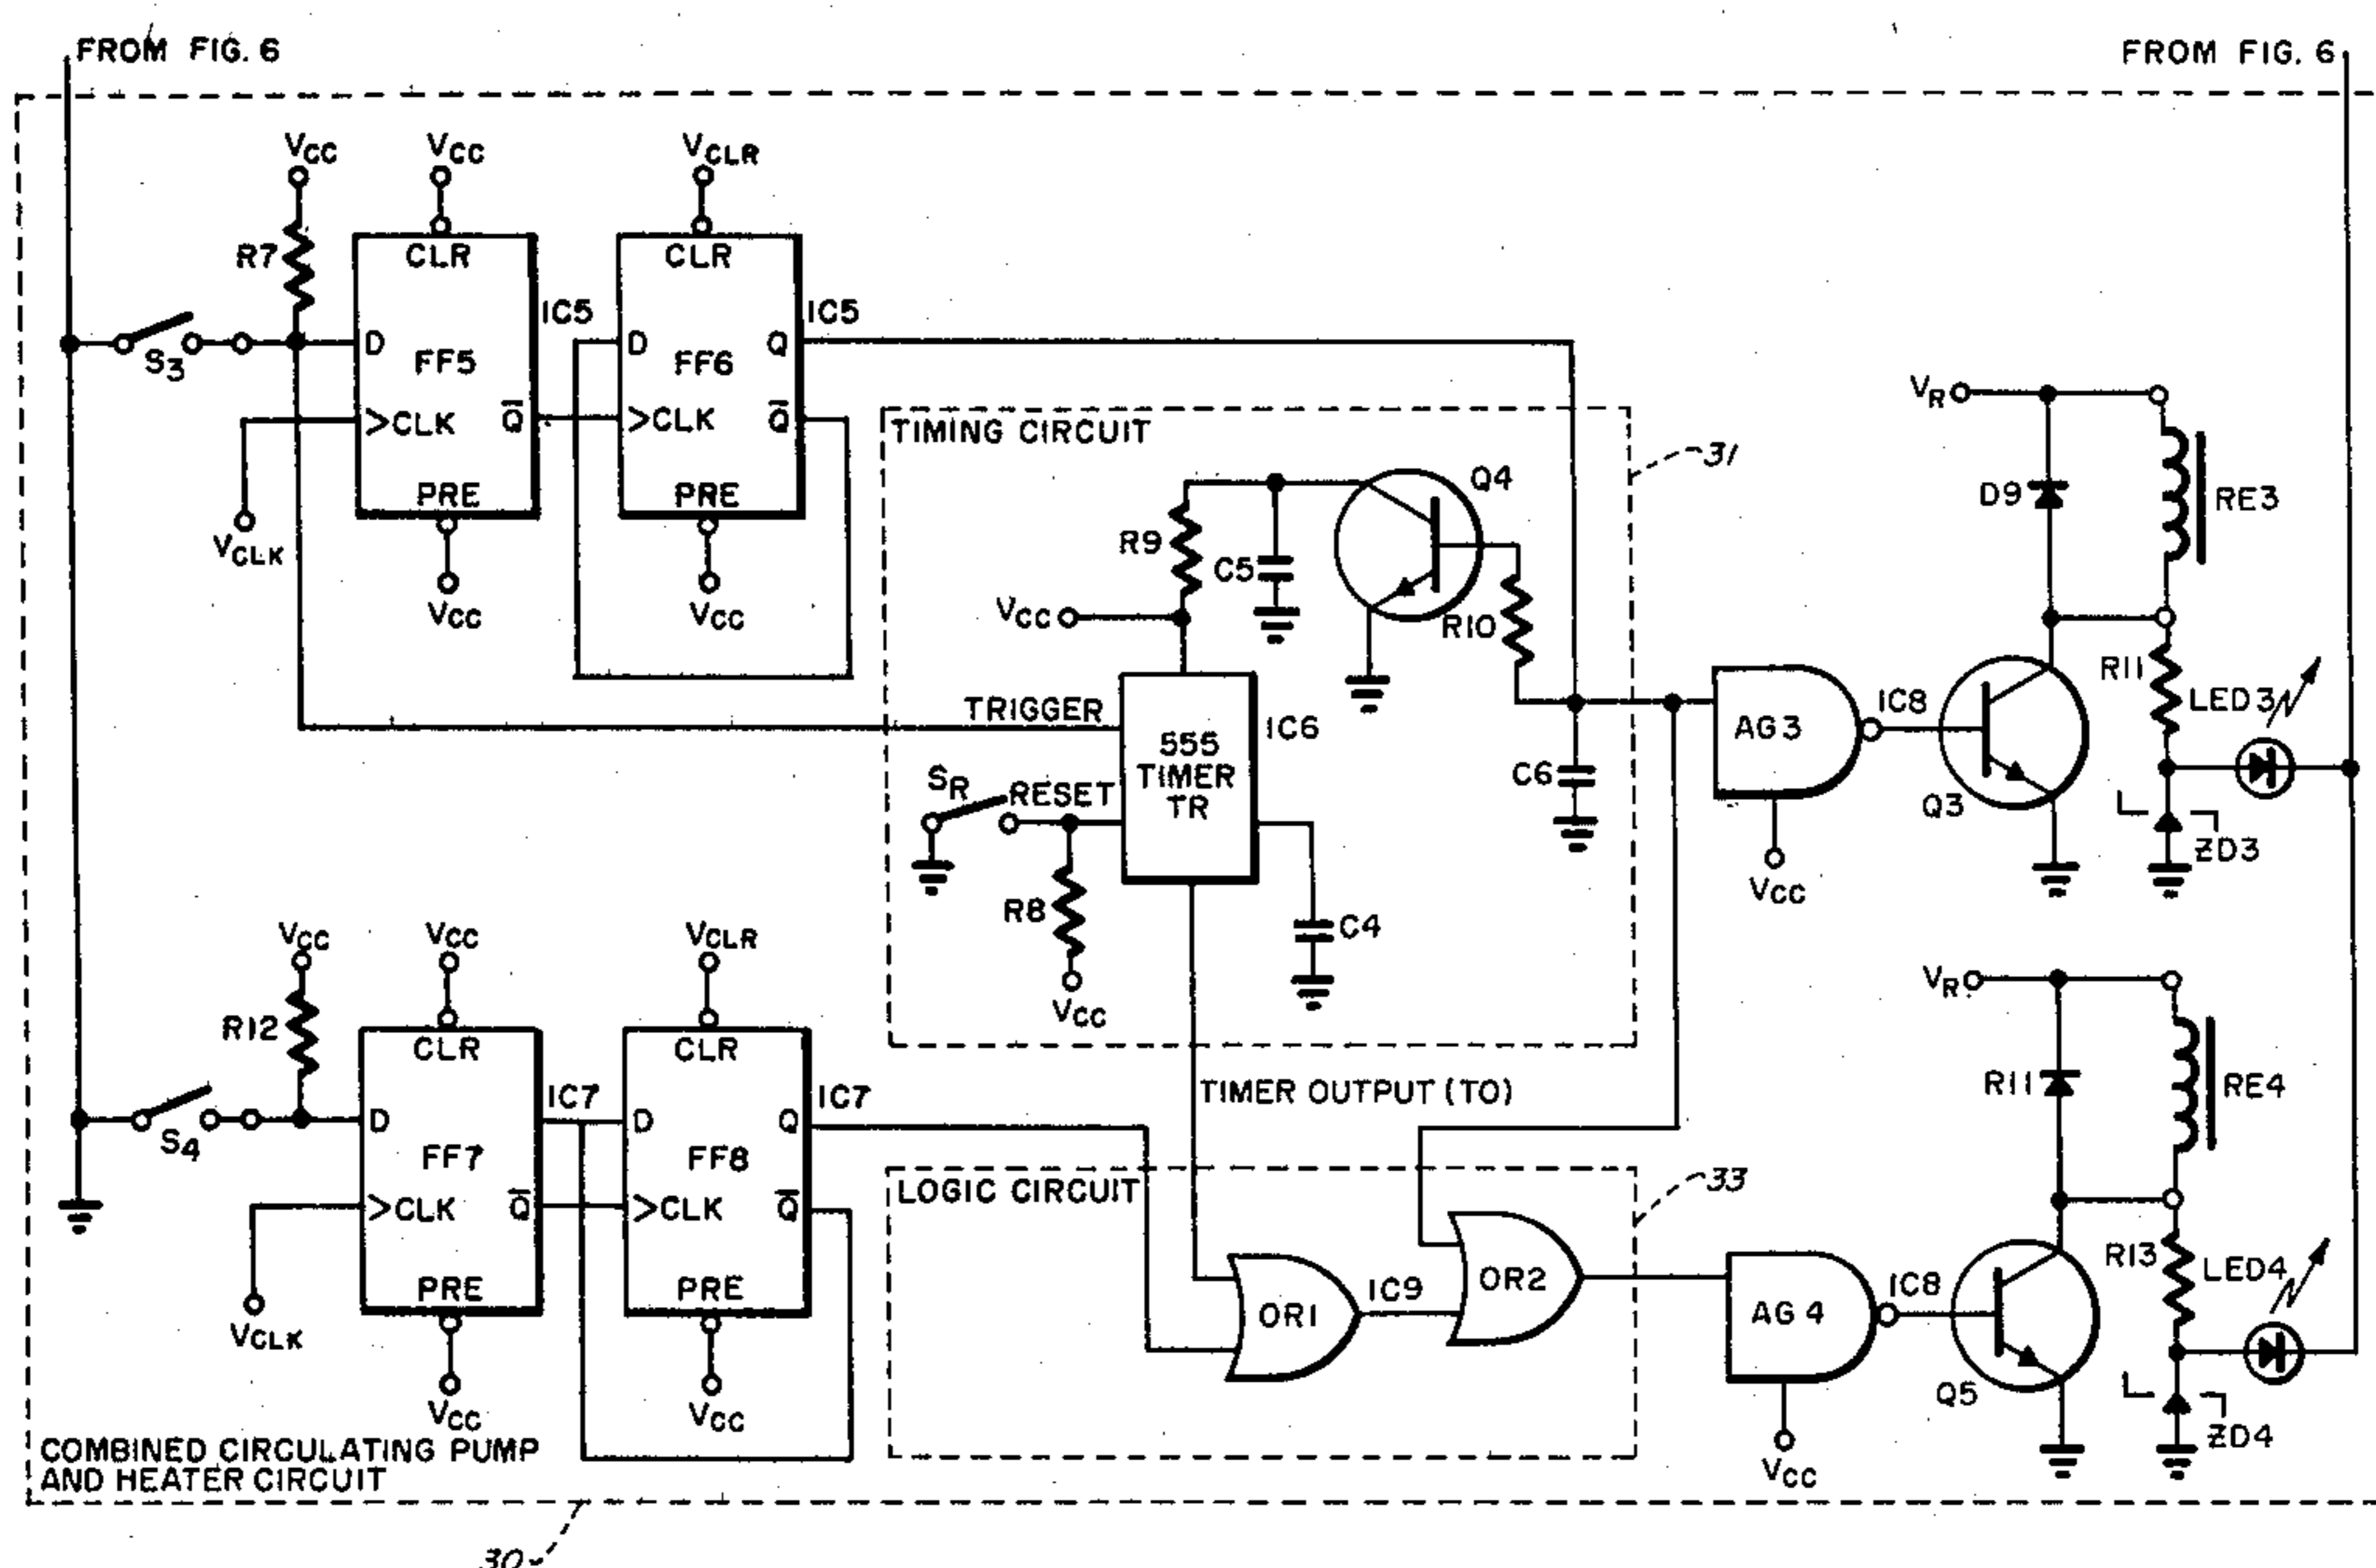 FROM FIG. 6
FROM FIG. 6
VCC
VCC
VCLR
R7
CLR
CLR
IC5
IC5
S3
D
FF5
D
Q
FF6
>CLK
Q̅
>CLK
Q̅
VCLK
PRE
PRE
VCC
VCC
TIMING CIRCUIT
31
Q4
R9
C5
VCC
R10
TRIGGER
555
TIMER
TR
IC6
SR
RESET
R8
VCC
C4
C6
AG3
IC8
VCC
VR
D9
RE3
R11
LED3
Q3
ZD3
VCC
VCC
VCLR
R12
CLR
CLR
IC7
IC7
S4
D
FF7
D
Q
FF8
>CLK
Q̅
>CLK
Q̅
VCLK
PRE
PRE
VCC
VCC
TIMER OUTPUT (TO)
LOGIC CIRCUIT
33
OR1
IC9
OR2
AG4
IC8
VCC
VR
R11
RE4
R13
LED4
Q5
ZD4
COMBINED CIRCULATING PUMP
AND HEATER CIRCUIT
30